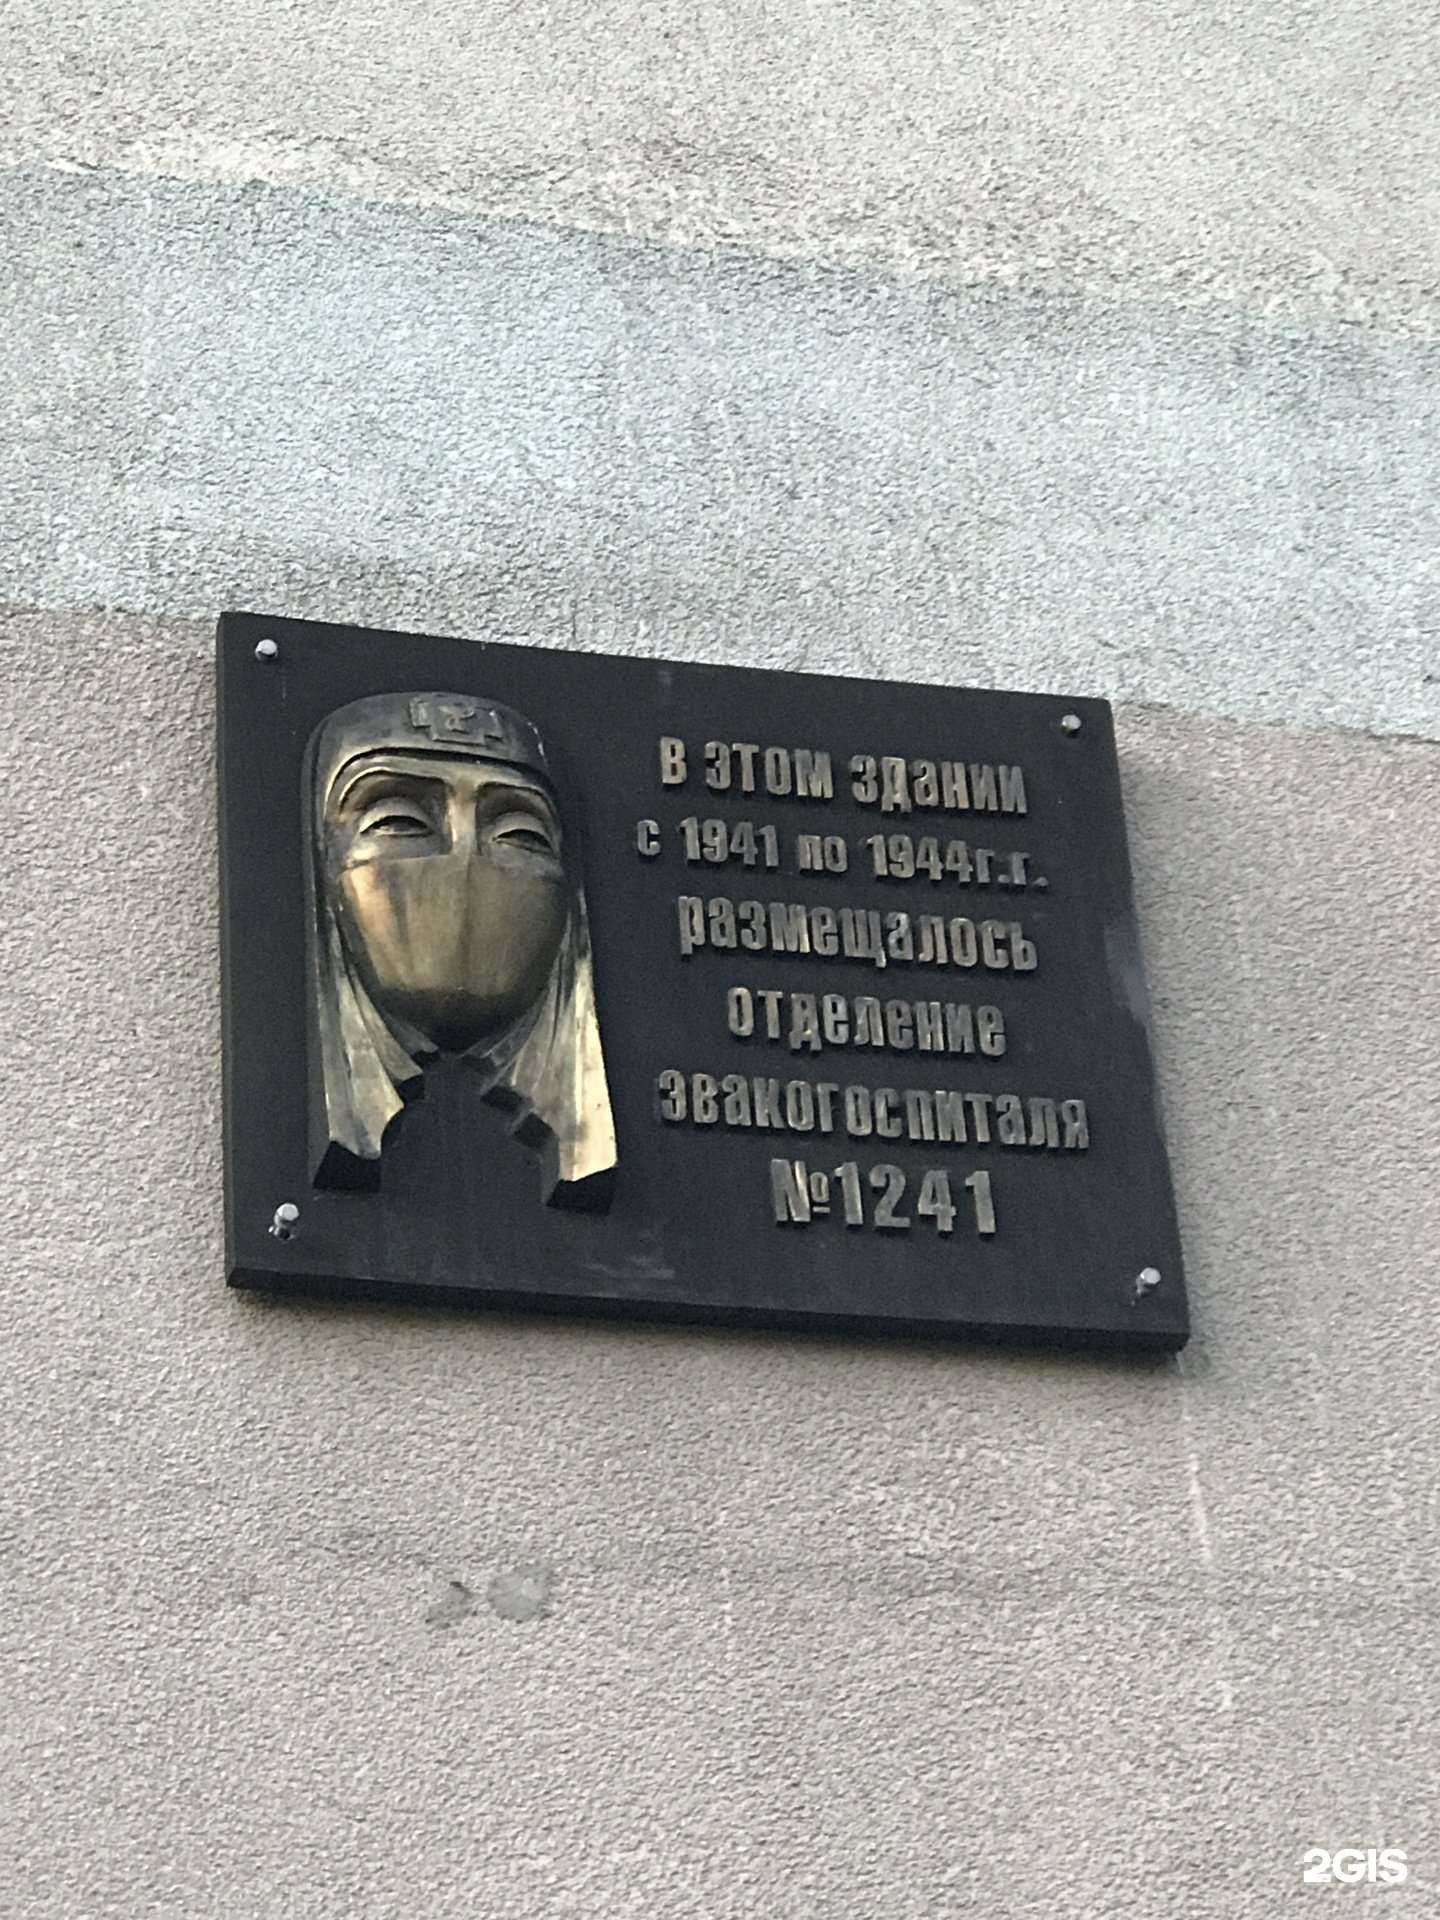 в этом здании
с 1941 по 1944г.г.
размещалось
отделение
эвакогоспиталя
№1241
2GIS